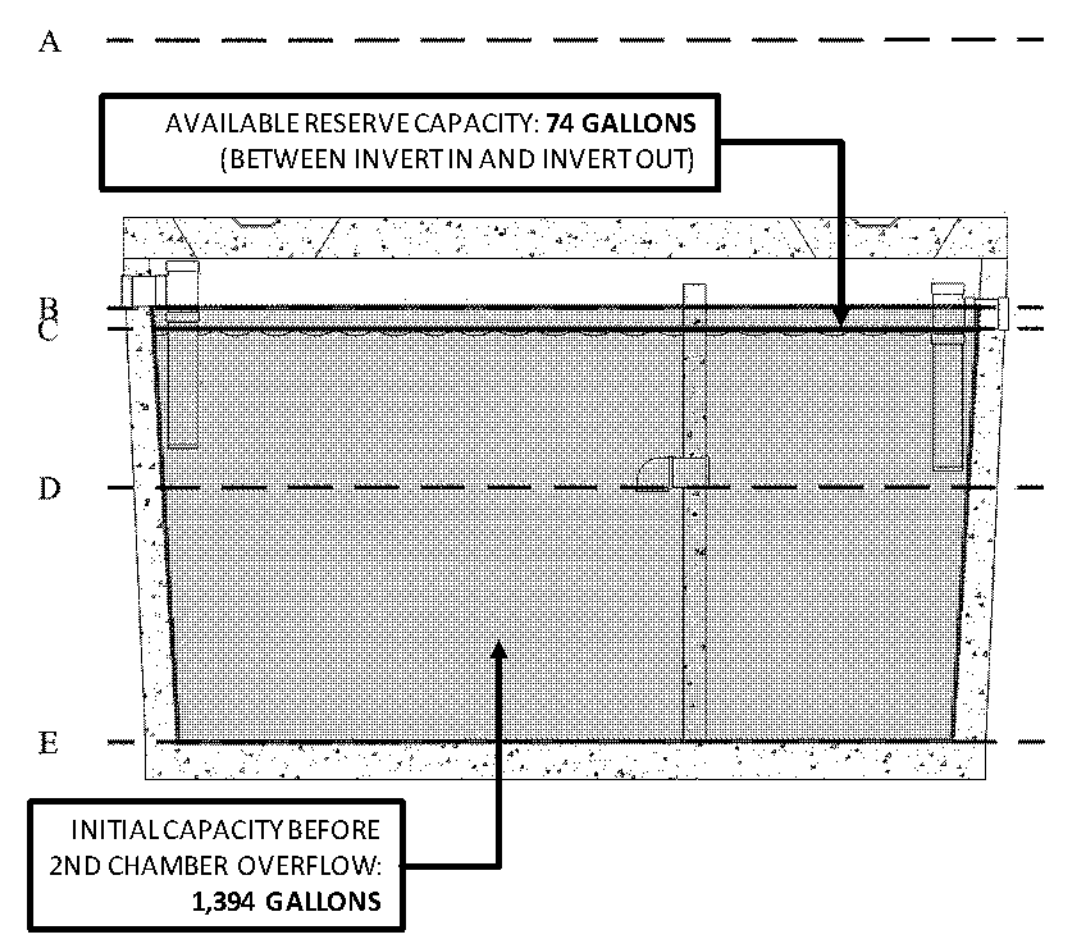 A
AVAILABLE RESERVE CAPACITY: 74 GALLONS
(BETWEEN INVERT IN AND INVERT OUT)
B
C
D
E
INITIAL CAPACITY BEFORE
2ND CHAMBER OVERFLOW:
1,394 GALLONS